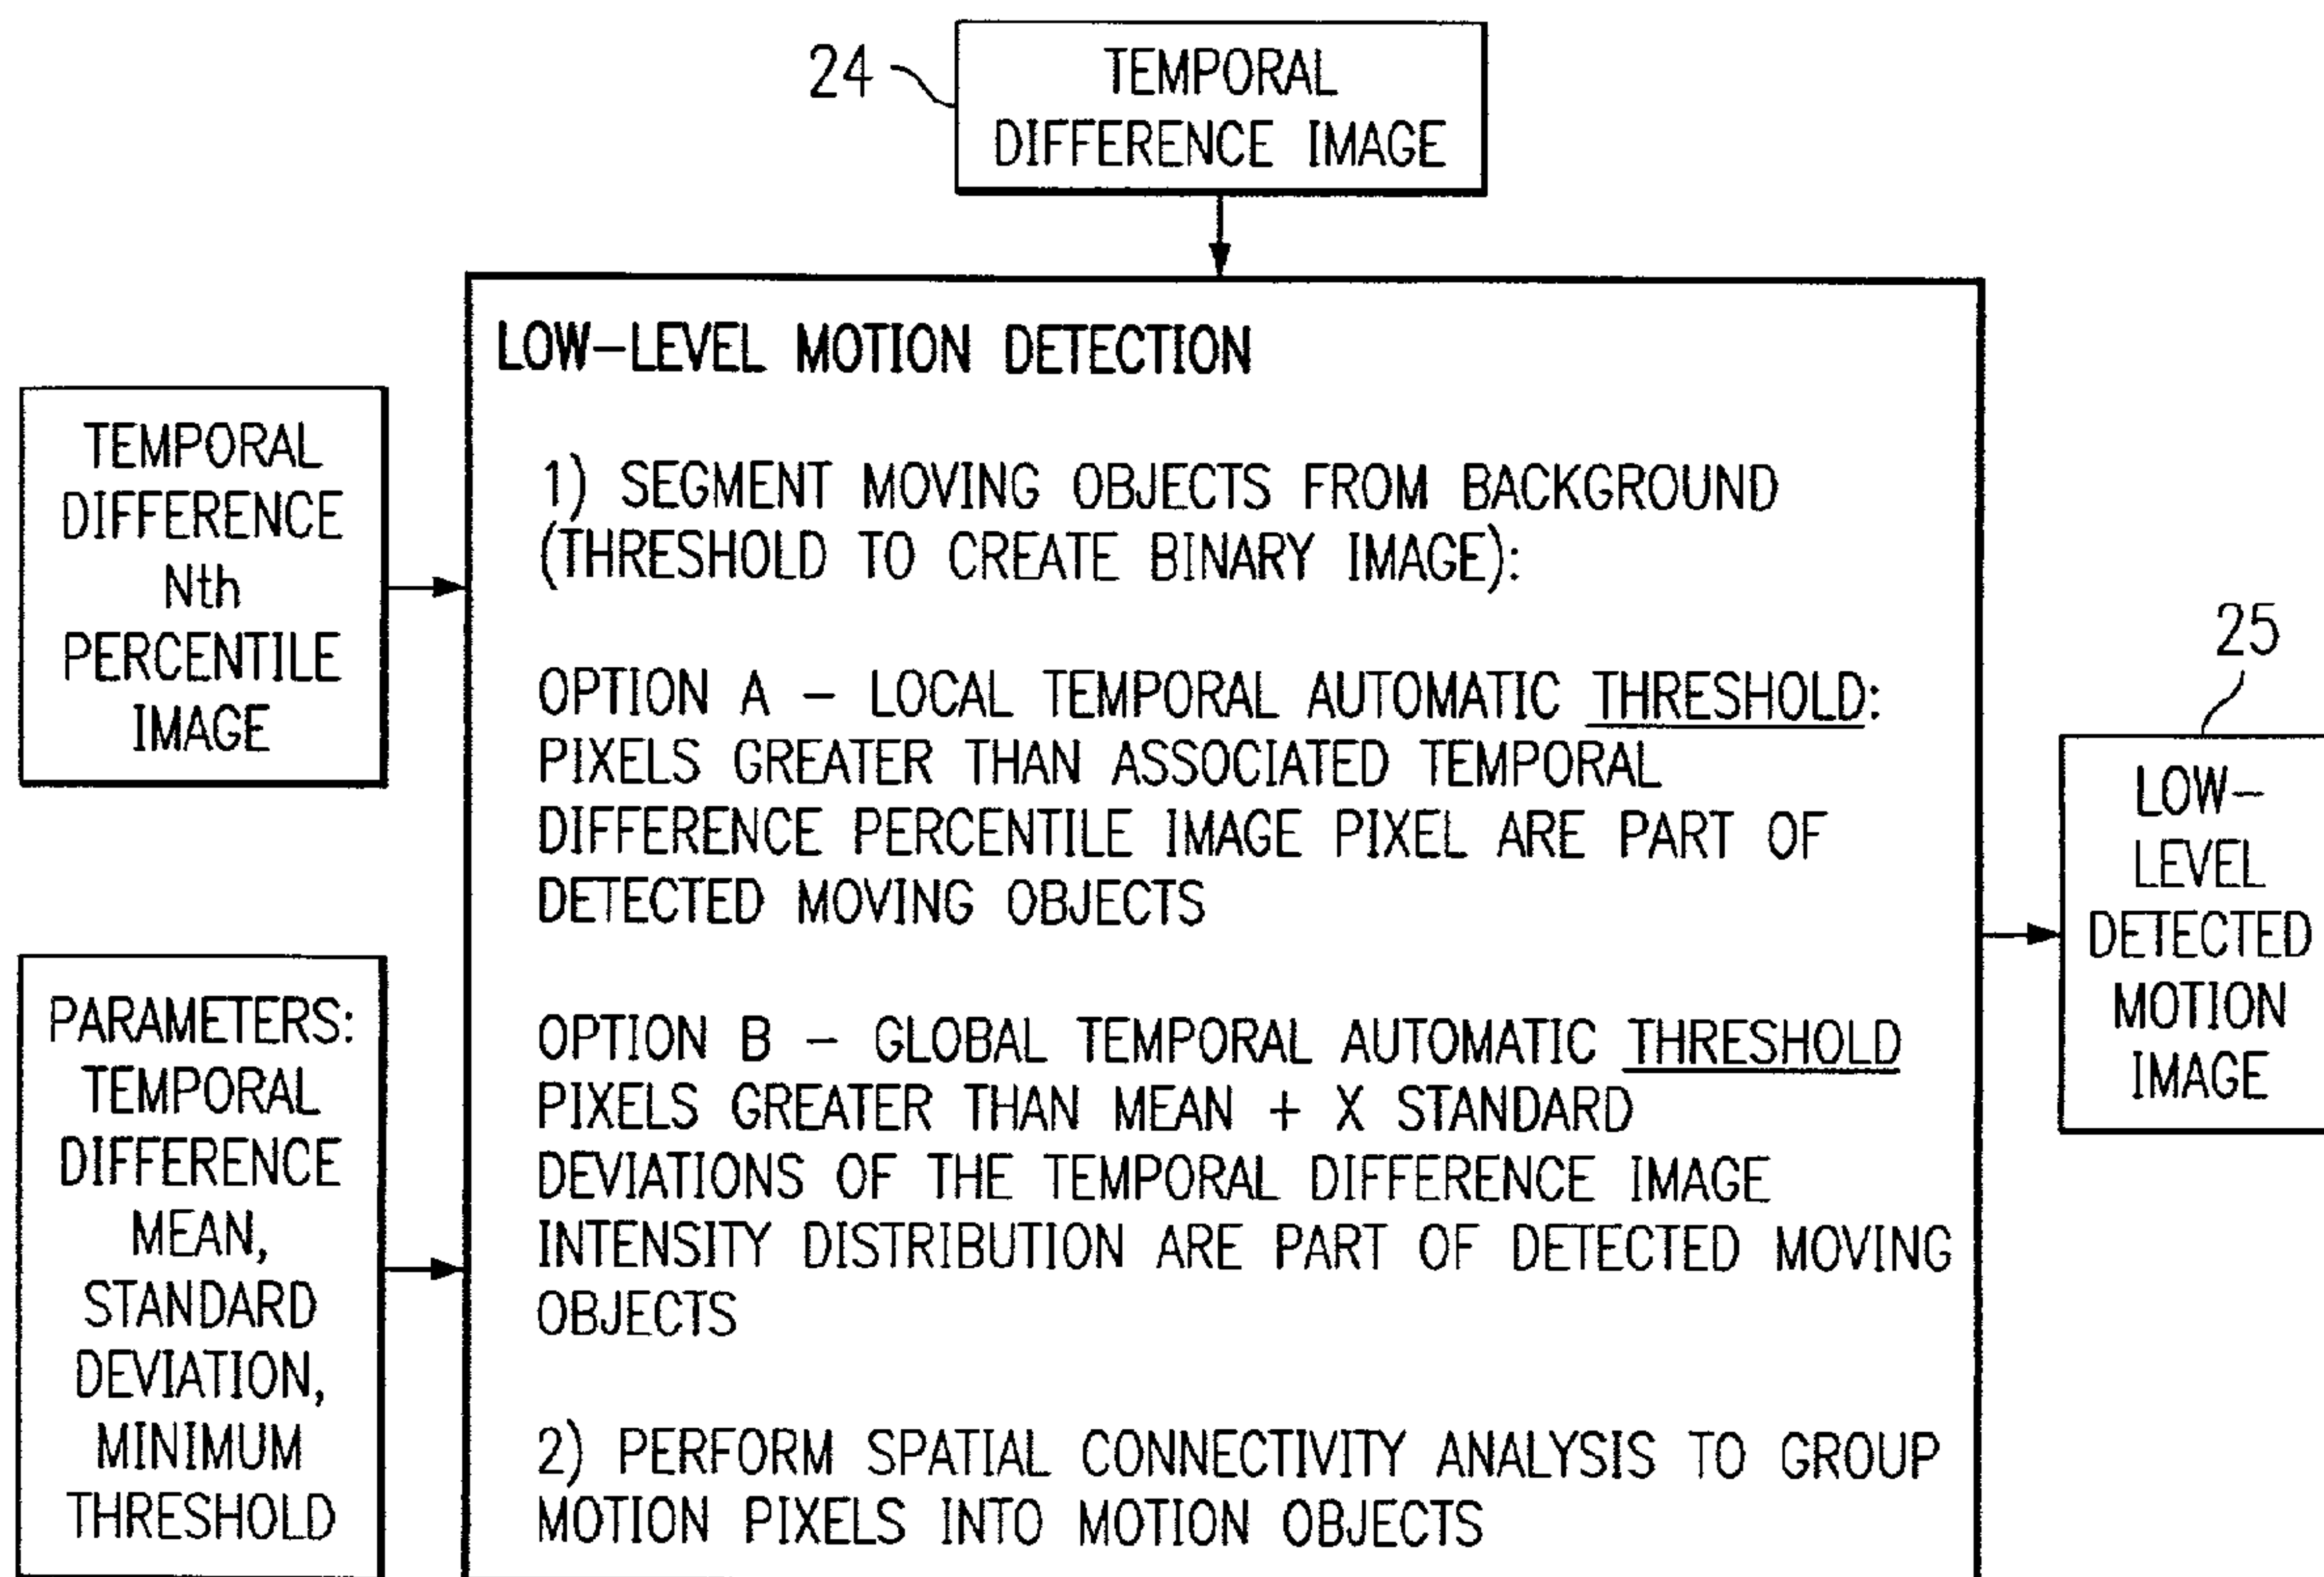 24
TEMPORAL
DIFFERENCE IMAGE
TEMPORAL
DIFFERENCE
Nth
PERCENTILE
IMAGE
PARAMETERS:
TEMPORAL
DIFFERENCE
MEAN,
STANDARD
DEVIATION,
MINIMUM
THRESHOLD
LOW-LEVEL MOTION DETECTION
1) SEGMENT MOVING OBJECTS FROM BACKGROUND
(THRESHOLD TO CREATE BINARY IMAGE):
OPTION A - LOCAL TEMPORAL AUTOMATIC THRESHOLD:
PIXELS GREATER THAN ASSOCIATED TEMPORAL
DIFFERENCE PERCENTILE IMAGE PIXEL ARE PART OF
DETECTED MOVING OBJECTS
OPTION B - GLOBAL TEMPORAL AUTOMATIC THRESHOLD
PIXELS GREATER THAN MEAN + X STANDARD
DEVIATIONS OF THE TEMPORAL DIFFERENCE IMAGE
INTENSITY DISTRIBUTION ARE PART OF DETECTED MOVING
OBJECTS
2) PERFORM SPATIAL CONNECTIVITY ANALYSIS TO GROUP
MOTION PIXELS INTO MOTION OBJECTS
25
LOW-
LEVEL
DETECTED
MOTION
IMAGE